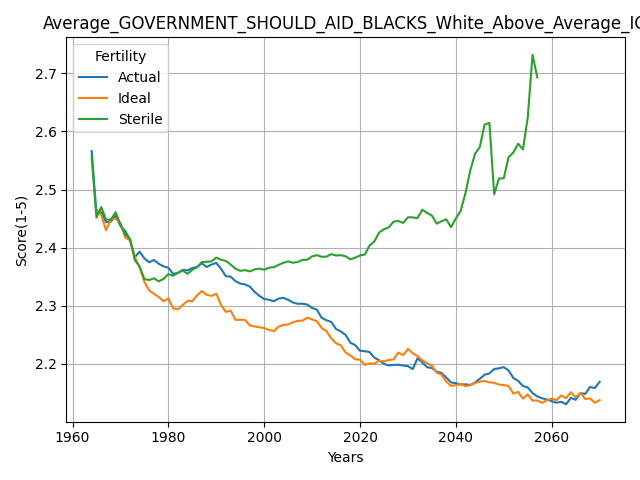 Average_GOVERNMENT_SHOULD_AID_BLACKS_White_Above_Average_IQ
Fertility
Actual
Ideal
Sterile
2.7
2.6
2.5
2.4
2.3
2.2
Score(1-5)
1960
1980
2000
2020
2040
2060
Years